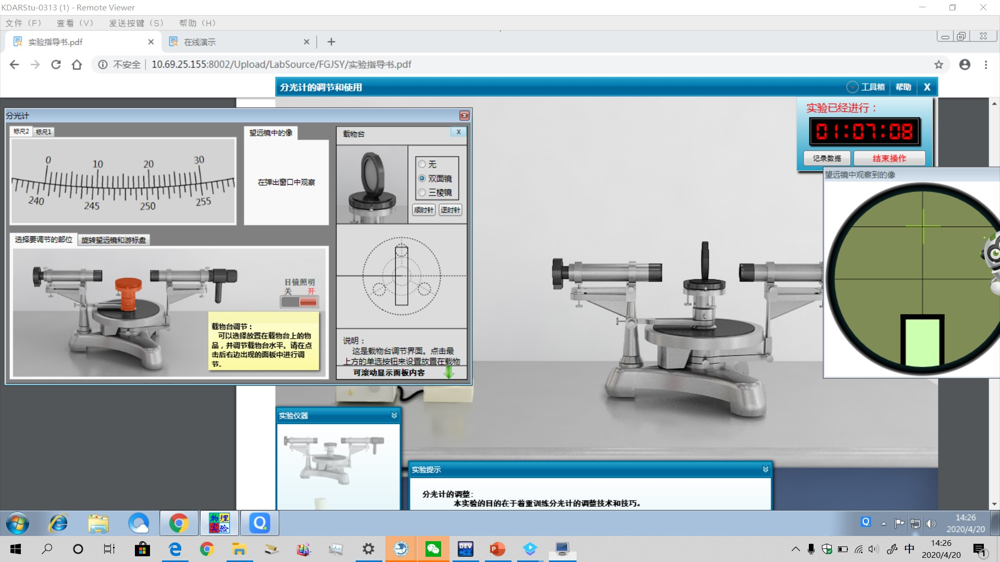 KDARStu-0313 (1) - Remote Viewer
文件（F） 查看（V） 发送按键（S） 帮助（H）
实验指导书.pdf
在线演示
不安全
10.69.25.155:8002/Upload/LabSource/FGJSY/实验指导书.pdf
分光计的调节和使用
工具箱
帮助
X
实验已经进行：
01:07:08
记录数据
结束操作
望远镜中观察到的像
分光计
标尺2
标尺1
0 10 20 30
240 245 250 255
望远镜中的像
在弹出窗口中观察
载物台
X
无
双面镜
三棱镜
顺时针
逆时针
选择要调节的部位
旋转望远镜和游标盘
目镜照明
关 开
载物台调节：
可以选择放置在载物台上的物
品，并调节载物台水平。请在点
击后右边出现的面板中进行调
节。
说明：
这是载物台调节界面。点击最
上方的单选按钮来设置放置在载物
可滚动显示面板内容
实验仪器
实验提示
分光计的调整:
本实验的目的在于着重训练分光计的调整技术和技巧。
物理
实验
14:26
2020/4/20
DEV
中
14:26
2020/4/20
1